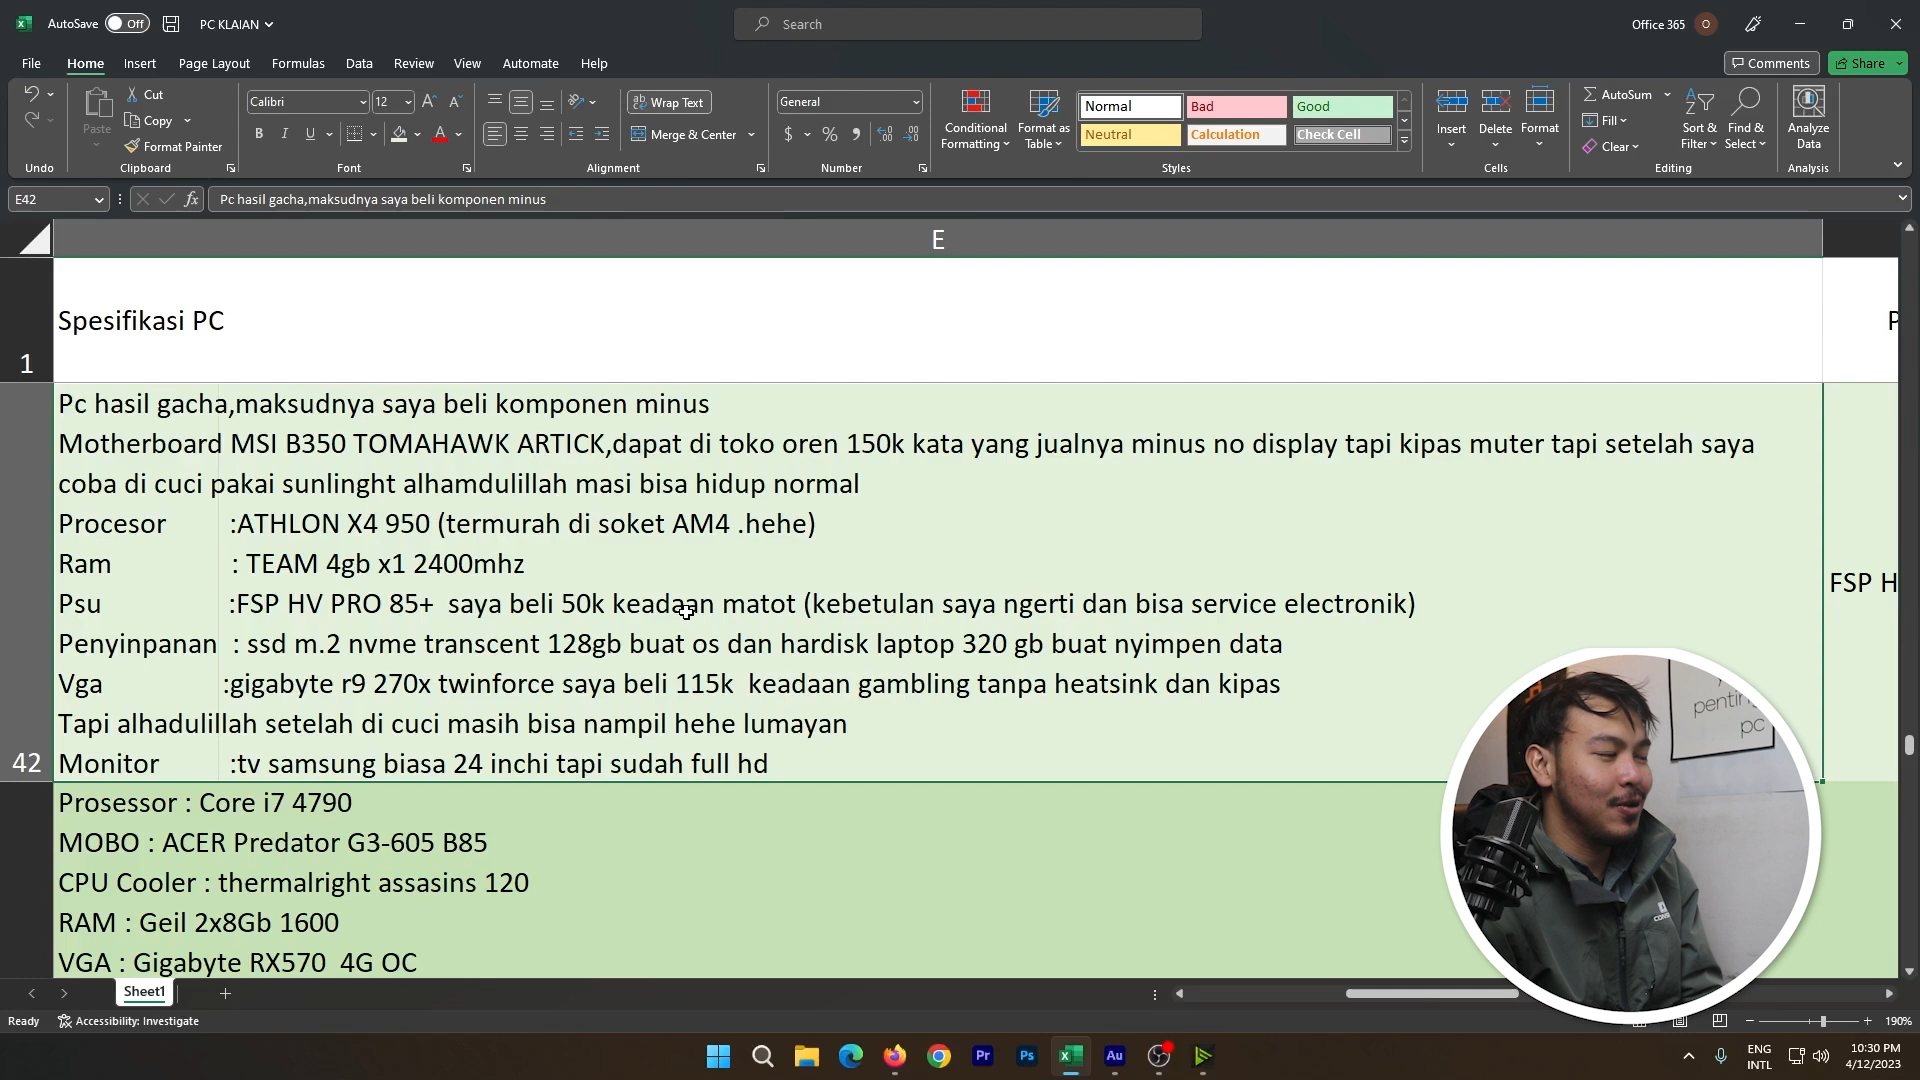 AutoSave Off PC KLAIAN Search Office 365 O
File Home Insert Page Layout Formulas Data Review View Automate Help Comments Share
Paste Cut Calibri 12 Wrap Text General Conditional Formatting Format as Table Normal Bad Good Insert Delete Format AutoSum Sort & Filter Find & Select Analyze Data
Copy B I U Merge & Center $ % Neutral Calculation Check Cell Fill
Format Painter Clear
Undo Clipboard Font Alignment Number Styles Cells Editing Analysis
E42 fx Pc hasil gacha,maksudnya saya beli komponen minus
E
Spesifikasi PC
P
1
Pc hasil gacha,maksudnya saya beli komponen minus
Motherboard MSI B350 TOMAHAWK ARTICK,dapat di toko oren 150k kata yang jualnya minus no display tapi kipas muter tapi setelah saya
coba di cuci pakai sunlinght alhamdulillah masi bisa hidup normal
Procesor :ATHLON X4 950 (termurah di soket AM4 .hehe)
Ram : TEAM 4gb x1 2400mhz
FSP H
Psu :FSP HV PRO 85+ saya beli 50k keadaan matot (kebetulan saya ngerti dan bisa service electronik)
Penyinpanan : ssd m.2 nvme transcent 128gb buat os dan hardisk laptop 320 gb buat nyimpen data
Vga :gigabyte r9 270x twinforce saya beli 115k keadaan gambling tanpa heatsink dan kipas
Tapi alhadulillah setelah di cuci masih bisa nampil hehe lumayan
42 Monitor :tv samsung biasa 24 inchi tapi sudah full hd
Prosessor : Core i7 4790
MOBO : ACER Predator G3-605 B85
CPU Cooler : thermalright assasins 120
RAM : Geil 2x8Gb 1600
VGA : Gigabyte RX570 4G OC
pc
Sheet1
Ready Accessibility: Investigate 190%
Pr Ps Au ENG INTL 10:30 PM 4/12/2023